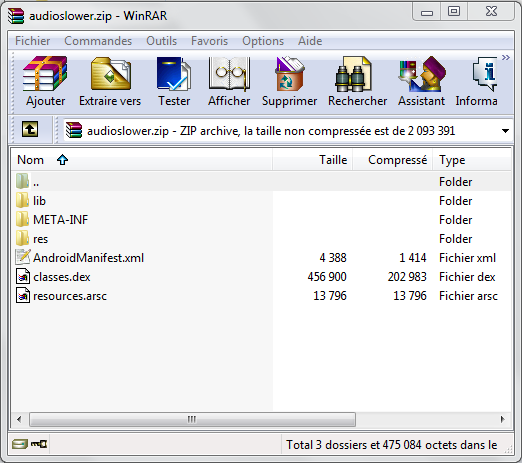 audioslower.zip - WinRAR
Fichier Commandes Outils Favoris Options Aide
Ajouter Extraire vers Tester Afficher Supprimer Rechercher Assistant Informa »
audioslower.zip - ZIP archive, la taille non compressée est de 2 093 391
Nom Taille Compressé Type
.. Folder
lib Folder
META-INF Folder
res Folder
AndroidManifest.xml 4 388 1 414 Fichier xml
classes.dex 456 900 202 983 Fichier dex
resources.arsc 13 796 13 796 Fichier arsc
Total 3 dossiers et 475 084 octets dans le